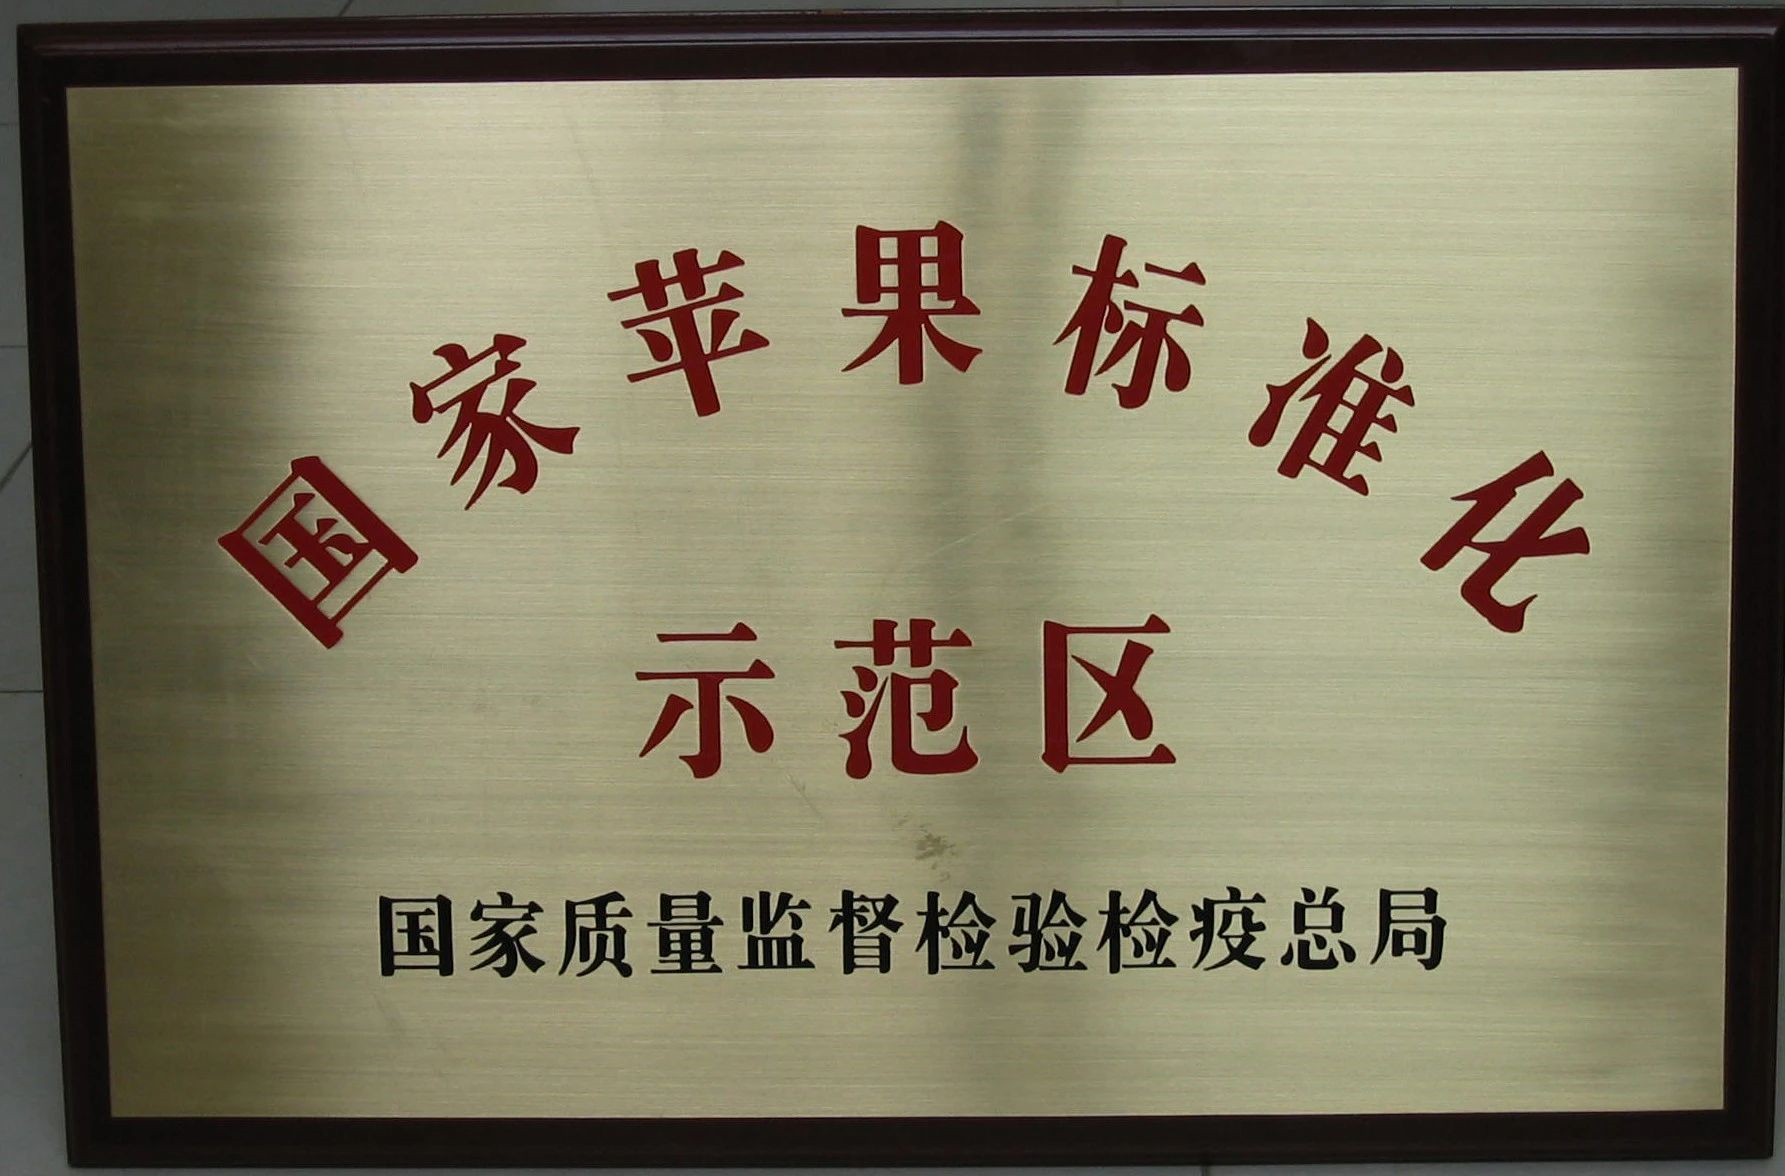 国家苹果标准化
示范区
国家质量监督检验检疫总局